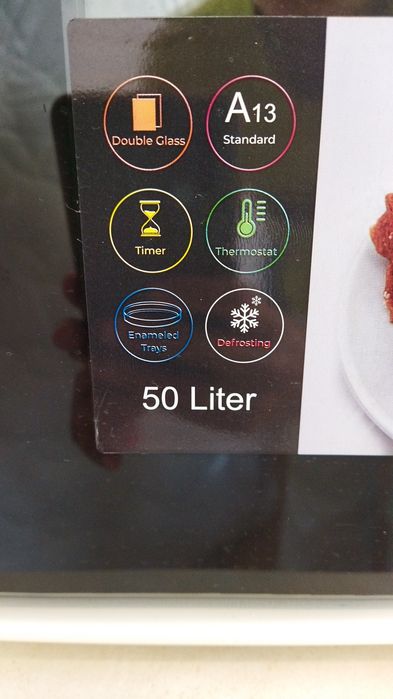 Double Glass
A13
Standard
Timer
Thermostat
Enameled
Trays
Defrosting
50 Liter